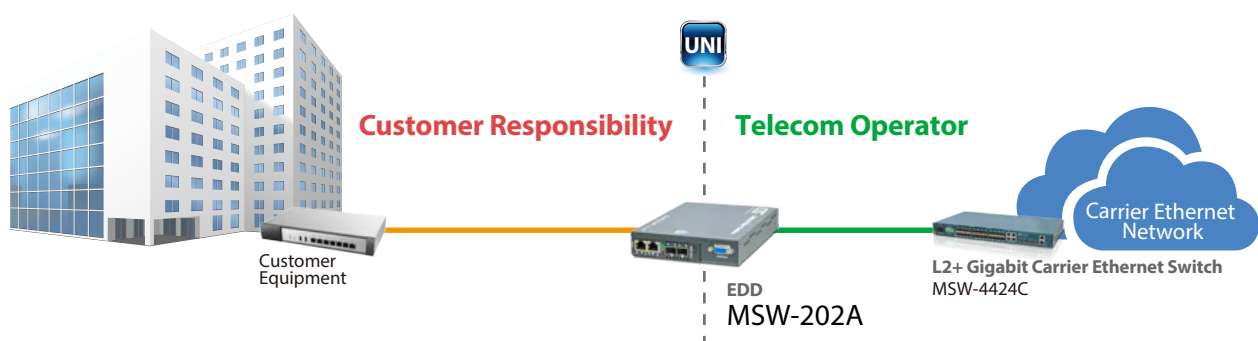 UNI
Customer Responsibility
Telecom Operator
Carrier Ethernet
Network
Customer
Equipment
L2+ Gigabit Carrier Ethernet Switch
MSW-4424C
EDD
MSW-202A